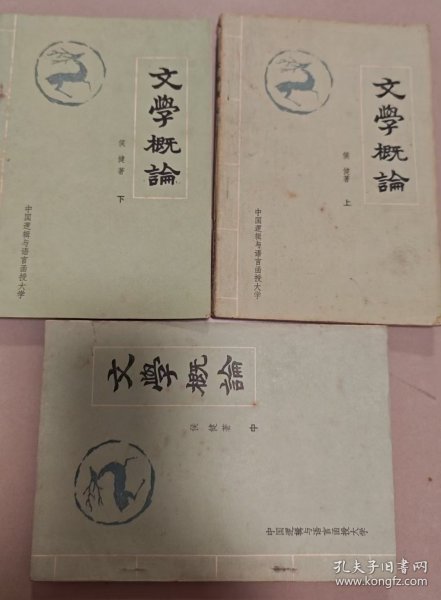 文學概論
侯健著
下
中国逻辑与语言函授大学
文學概論
侯健著
上
中国逻辑与语言函授大学
文學概論
侯健著 中
中国逻辑与语言函授大学
孔夫子旧书网
www.kongfz.com